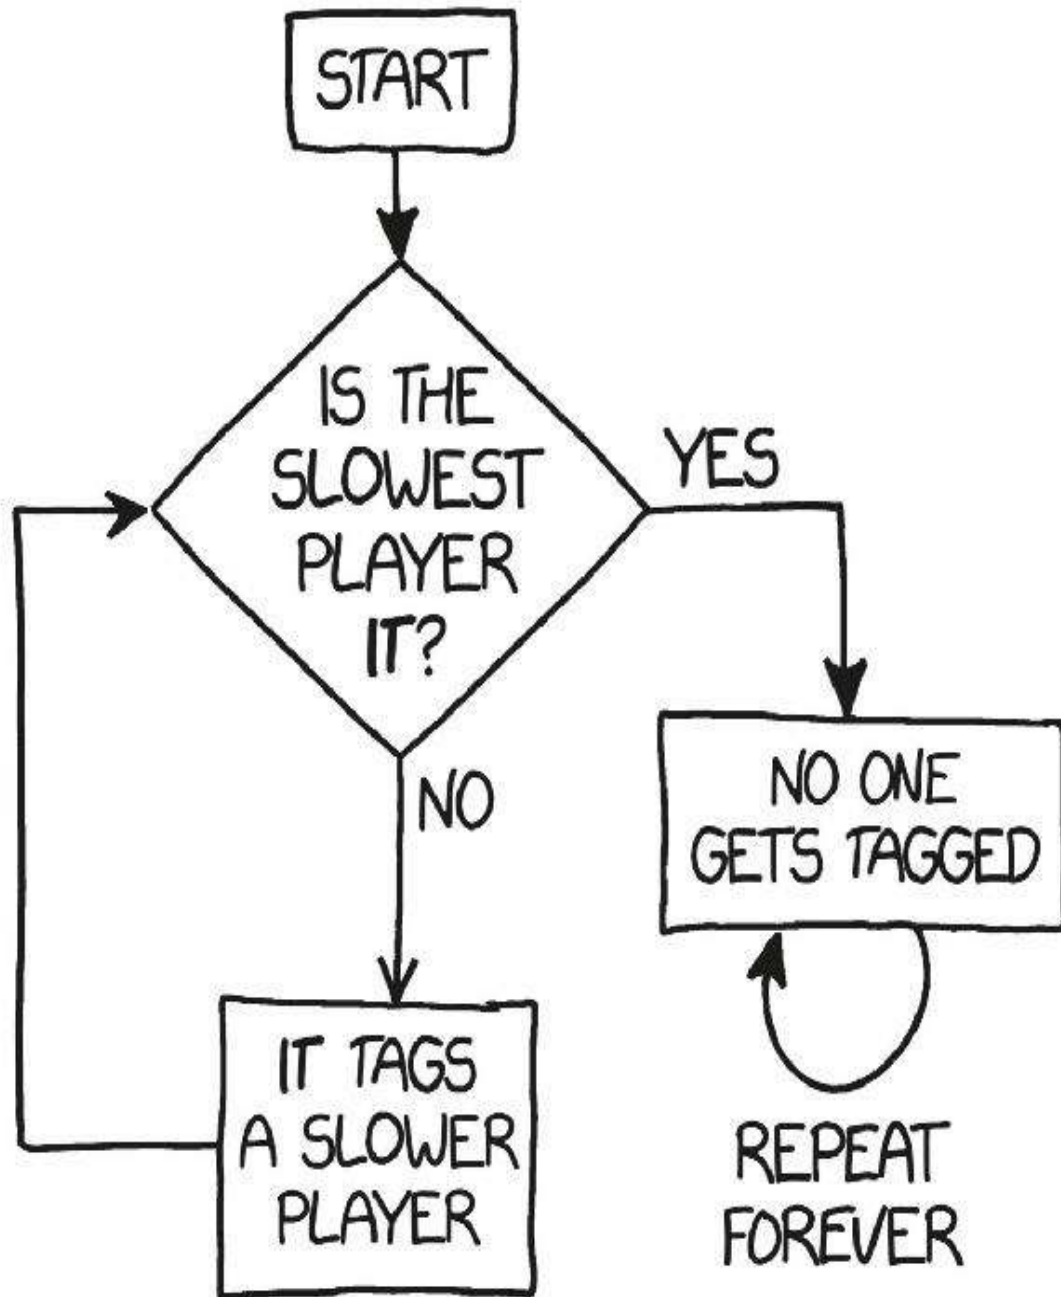 START
IS THE
SLOWEST
PLAYER
IT?
YES
NO
NO ONE
GETS TAGGED
REPEAT
FOREVER
IT TAGS
A SLOWER
PLAYER